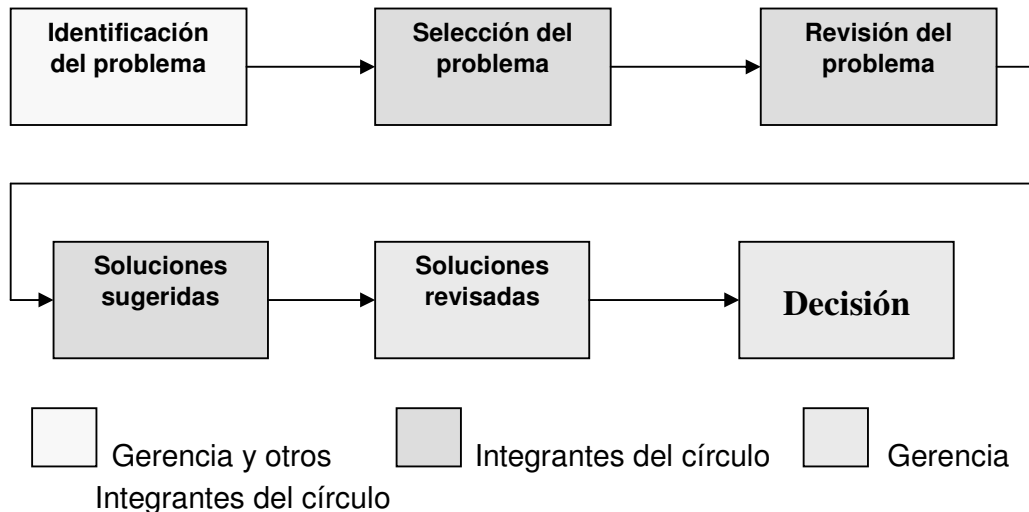 Identificación
del problema
Selección del
problema
Revisión del
problema
Soluciones
sugeridas
Soluciones
revisadas
Decisión
Gerencia y otros
Integrantes del círculo
Integrantes del círculo
Gerencia